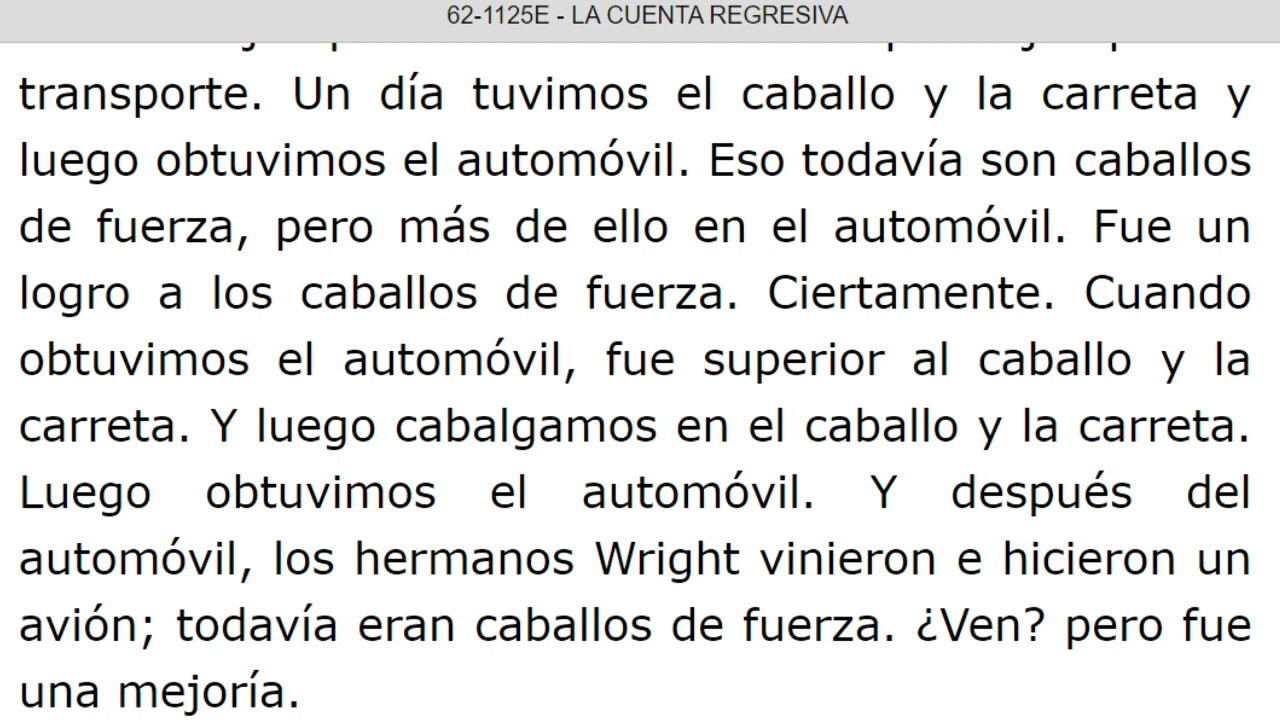 62-1125E - LA CUENTA REGRESIVA
transporte. Un día tuvimos el caballo y la carreta y
luego obtuvimos el automóvil. Eso todavía son caballos
de fuerza, pero más de ello en el automóvil. Fue un
logro a los caballos de fuerza. Ciertamente. Cuando
obtuvimos el automóvil, fue superior al caballo y la
carreta. Y luego cabalgamos en el caballo y la carreta.
Luego obtuvimos el automóvil. Y después del
automóvil, los hermanos Wright vinieron e hicieron un
avión; todavía eran caballos de fuerza. ¿Ven? pero fue
una mejoría.